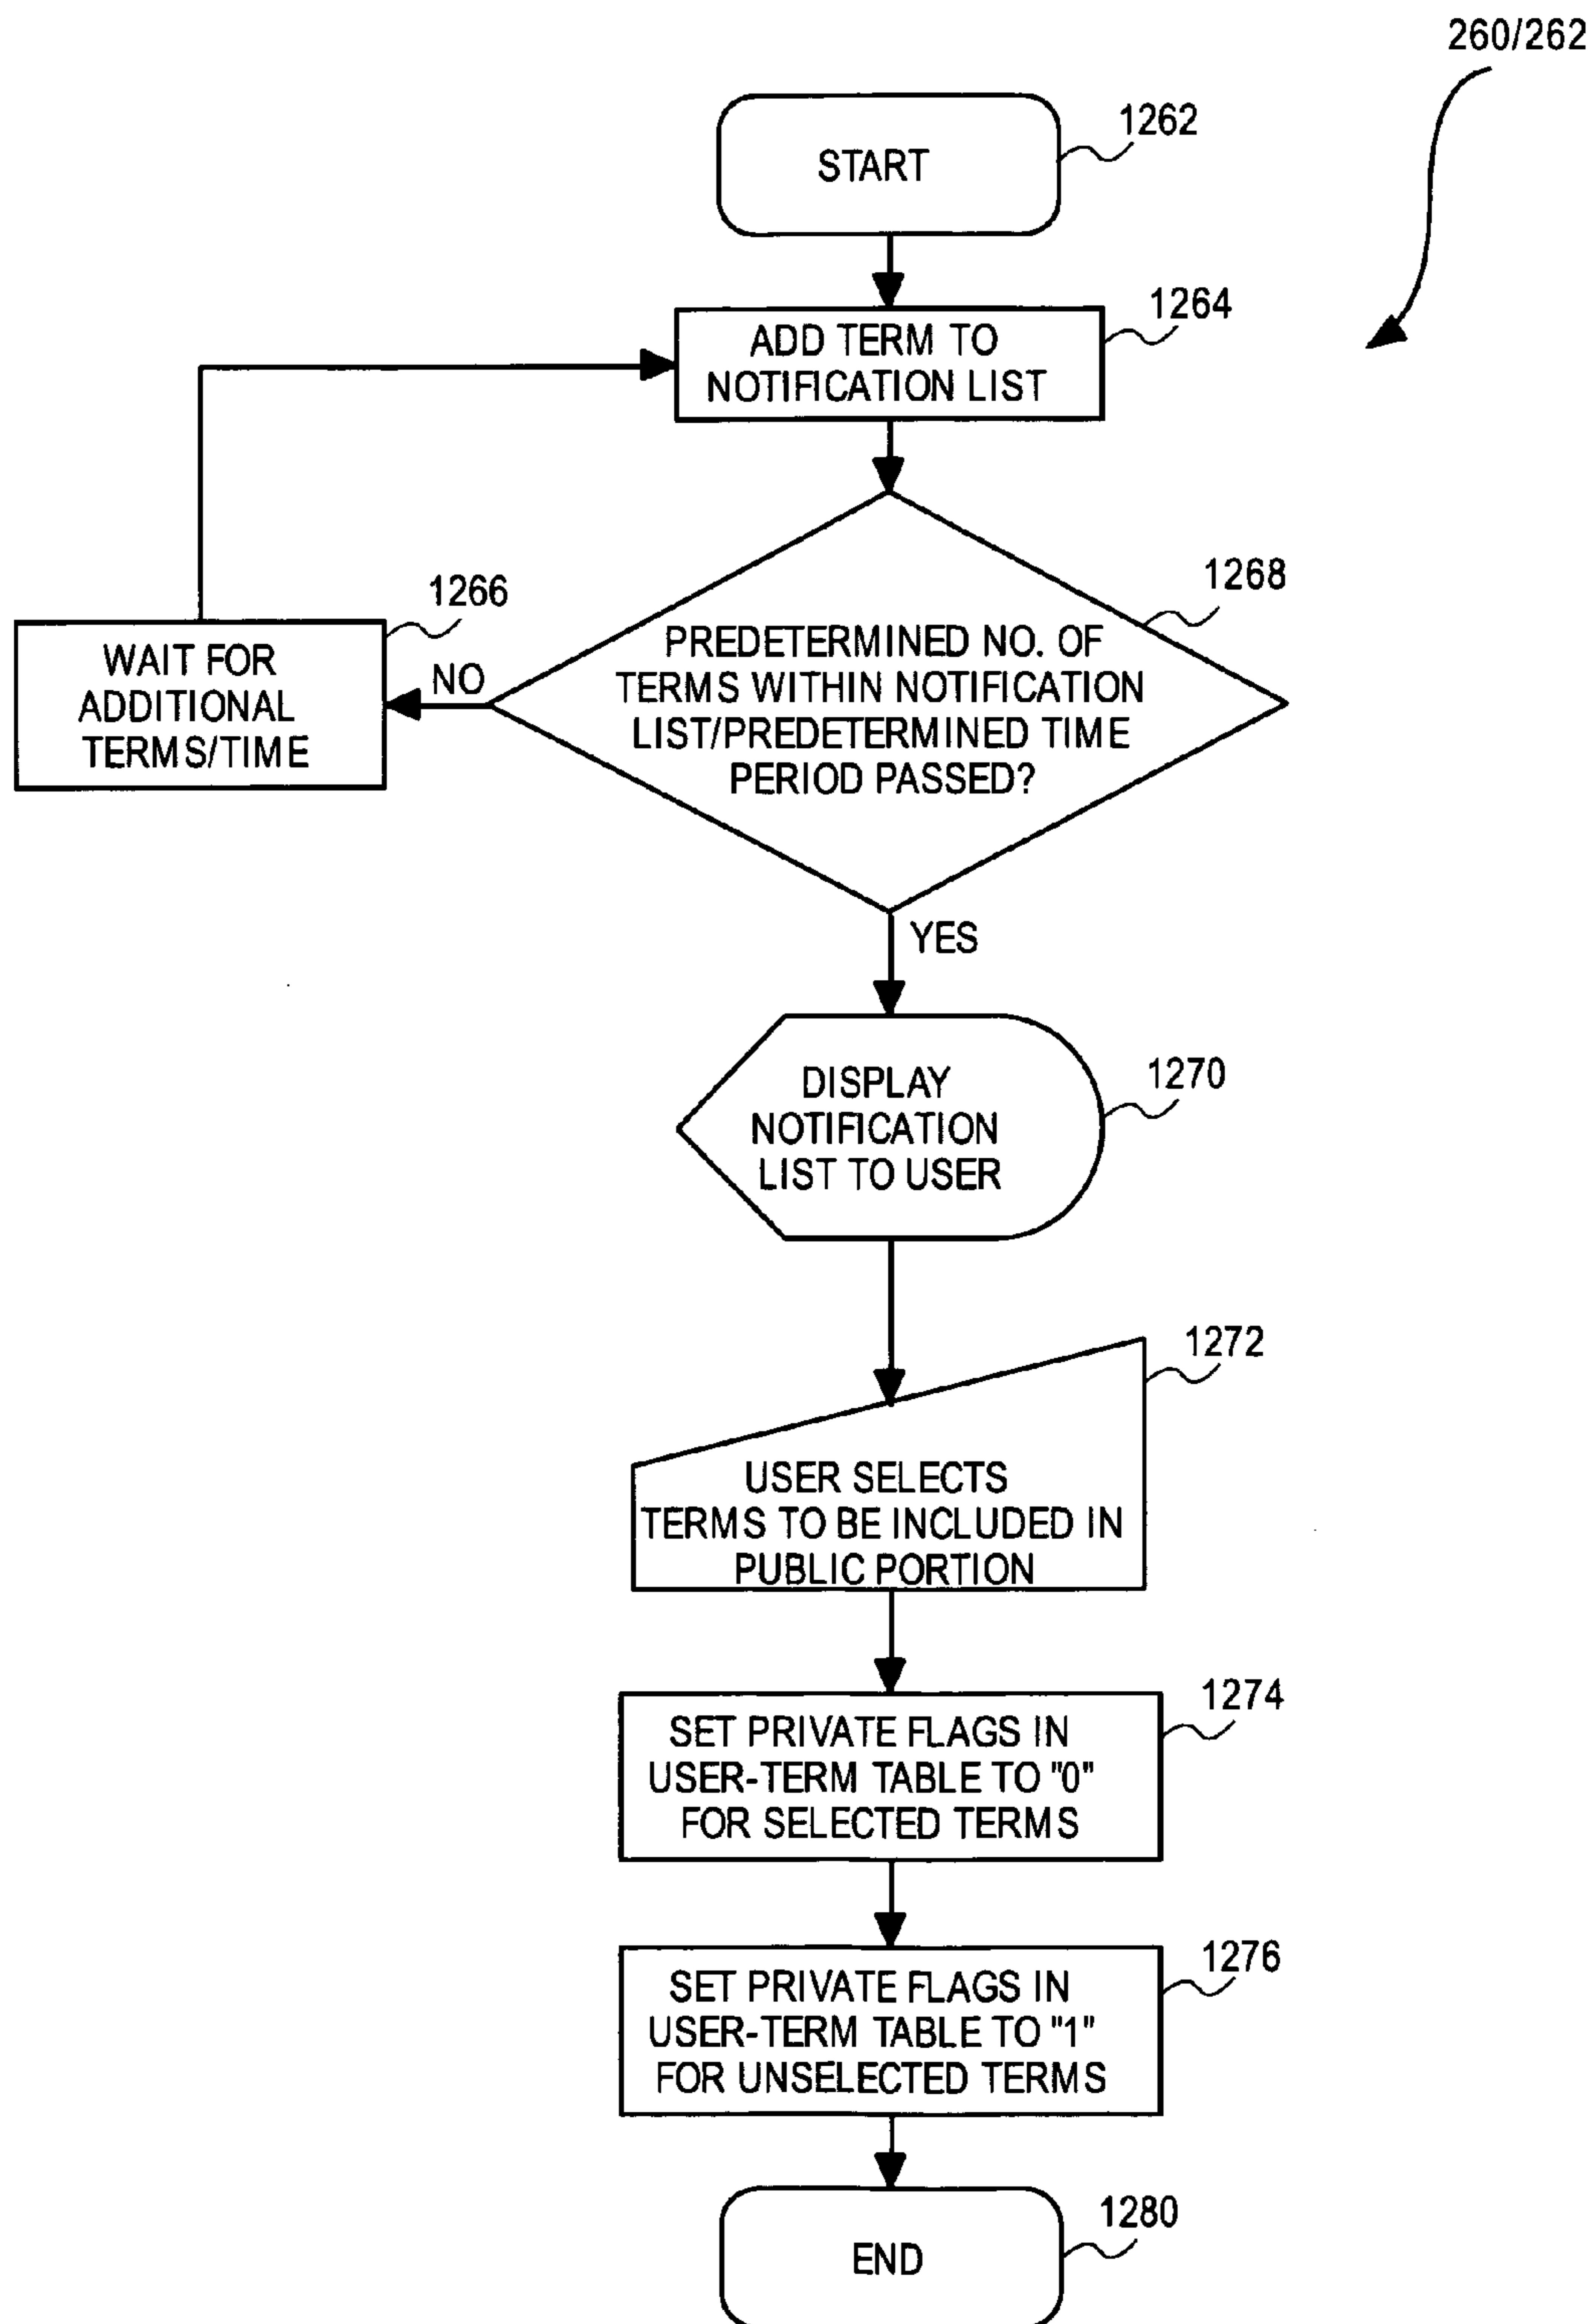 260/262
1262
START
1264
ADD TERM TO
NOTIFICATION LIST
1266
WAIT FOR
ADDITIONAL
TERMS/TIME
NO
1268
PREDETERMINED NO. OF
TERMS WITHIN NOTIFICATION
LIST/PREDETERMINED TIME
PERIOD PASSED?
YES
1270
DISPLAY
NOTIFICATION
LIST TO USER
1272
USER SELECTS
TERMS TO BE INCLUDED IN
PUBLIC PORTION
1274
SET PRIVATE FLAGS IN
USER-TERM TABLE TO "0"
FOR SELECTED TERMS
1276
SET PRIVATE FLAGS IN
USER-TERM TABLE TO "1"
FOR UNSELECTED TERMS
1280
END